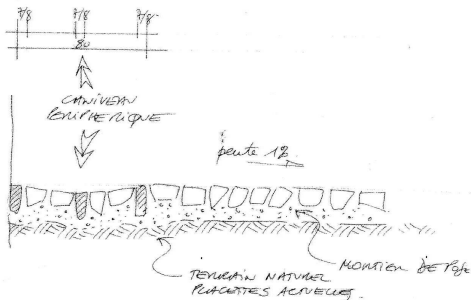 7/8 7/8 7/8
80
CANIVEAU
PERIPHERIQUE
pente 1%
TERRAIN NATUREL
PLACETTES ACTUELLES
MORTIER DE POSE